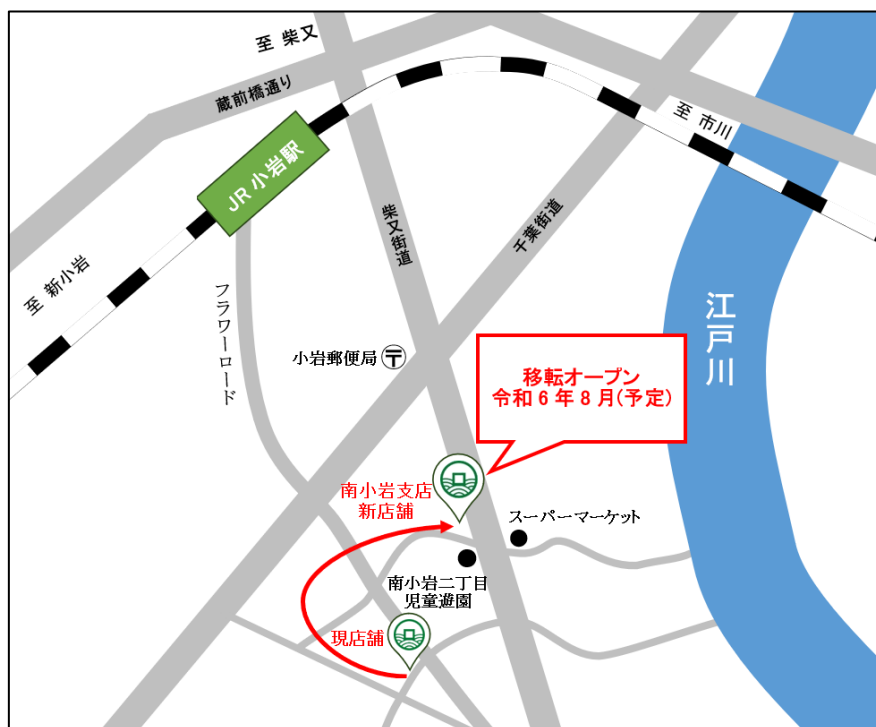 至 柴又
蔵前橋通り
至 市川
JR 小岩駅
柴又街道
千葉街道
至 新小岩
フラワーロード
江戸川
小岩郵便局
移転オープン
令和 6 年 8 月(予定)
南小岩支店
新店舗
スーパーマーケット
南小岩二丁目
児童遊園
現店舗